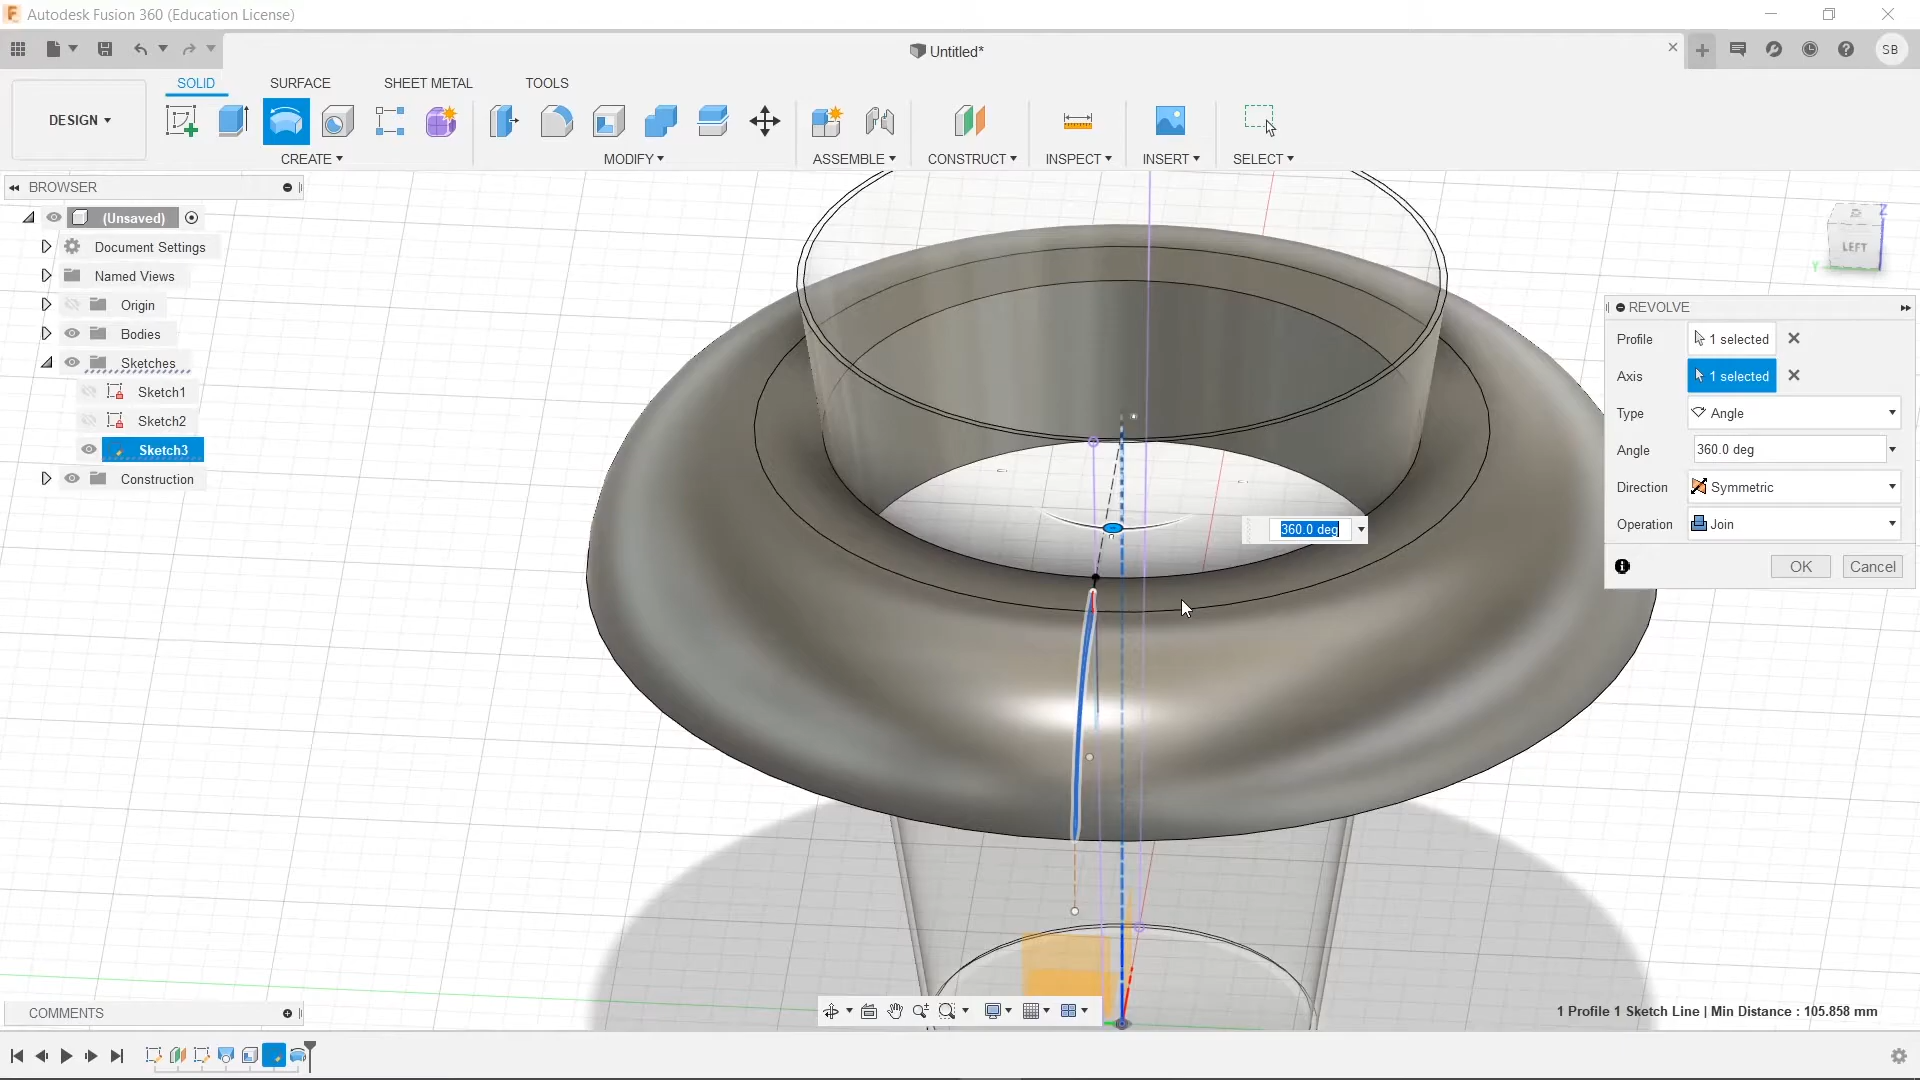 Autodesk Fusion 360 (Education License)
Untitled*
SB
DESIGN
SOLID
SURFACE
SHEET METAL
TOOLS
CREATE
MODIFY
ASSEMBLE
CONSTRUCT
INSPECT
INSERT
SELECT
BROWSER
(Unsaved)
Document Settings
Named Views
Origin
Bodies
Sketches
Sketch1
Sketch2
Sketch3
Construction
Z
LEFT
Y
REVOLVE
Profile 1 selected
Axis 1 selected
Type Angle
Angle 360.0 deg
Direction Symmetric
Operation Join
OK Cancel
360.0 deg
COMMENTS
1 Profile 1 Sketch Line | Min Distance : 105.858 mm